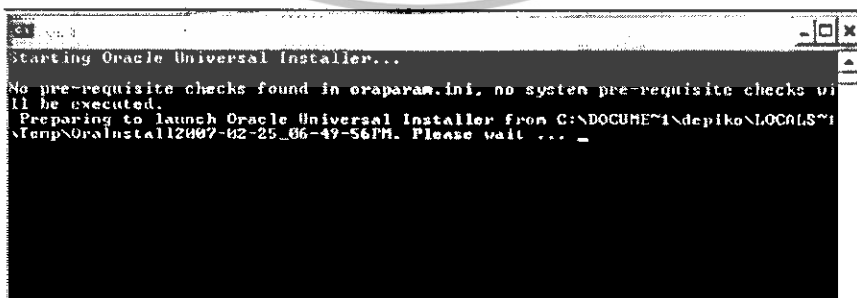 Starting Oracle Universal Installer...
No pre-requisite checks found in oraparam.ini, no system pre-requisite checks wi
ll be executed.
Preparing to launch Oracle Universal Installer from C:\DOCUME~1\depiko\LOCALS~1
\Temp\OraInstall2007-02-25_06-49-56PM. Please wait ... _